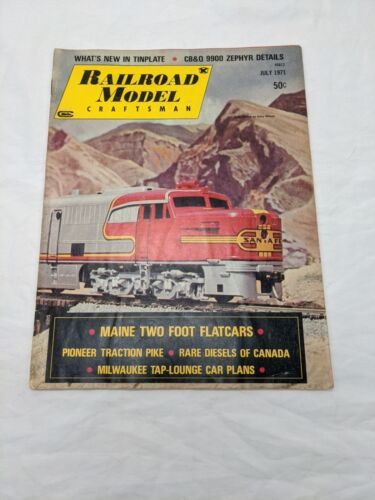 WHAT'S NEW IN TINPLATE • CB&Q 9900 ZEPHYR DETAILS
RAILROAD
MODEL
CRAFTSMAN
JULY 1971
50¢
SANTA FE
• MAINE TWO FOOT FLATCARS •
PIONEER TRACTION PIKE • RARE DIESELS OF CANADA
• MILWAUKEE TAP-LOUNGE CAR PLANS •